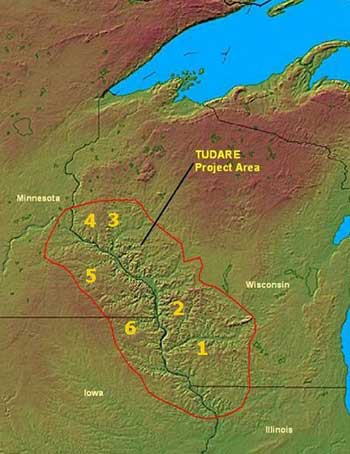 TUDARE
Project Area
Minnesota
4 3
5
Wisconsin
2
6
1
Iowa
Illinois